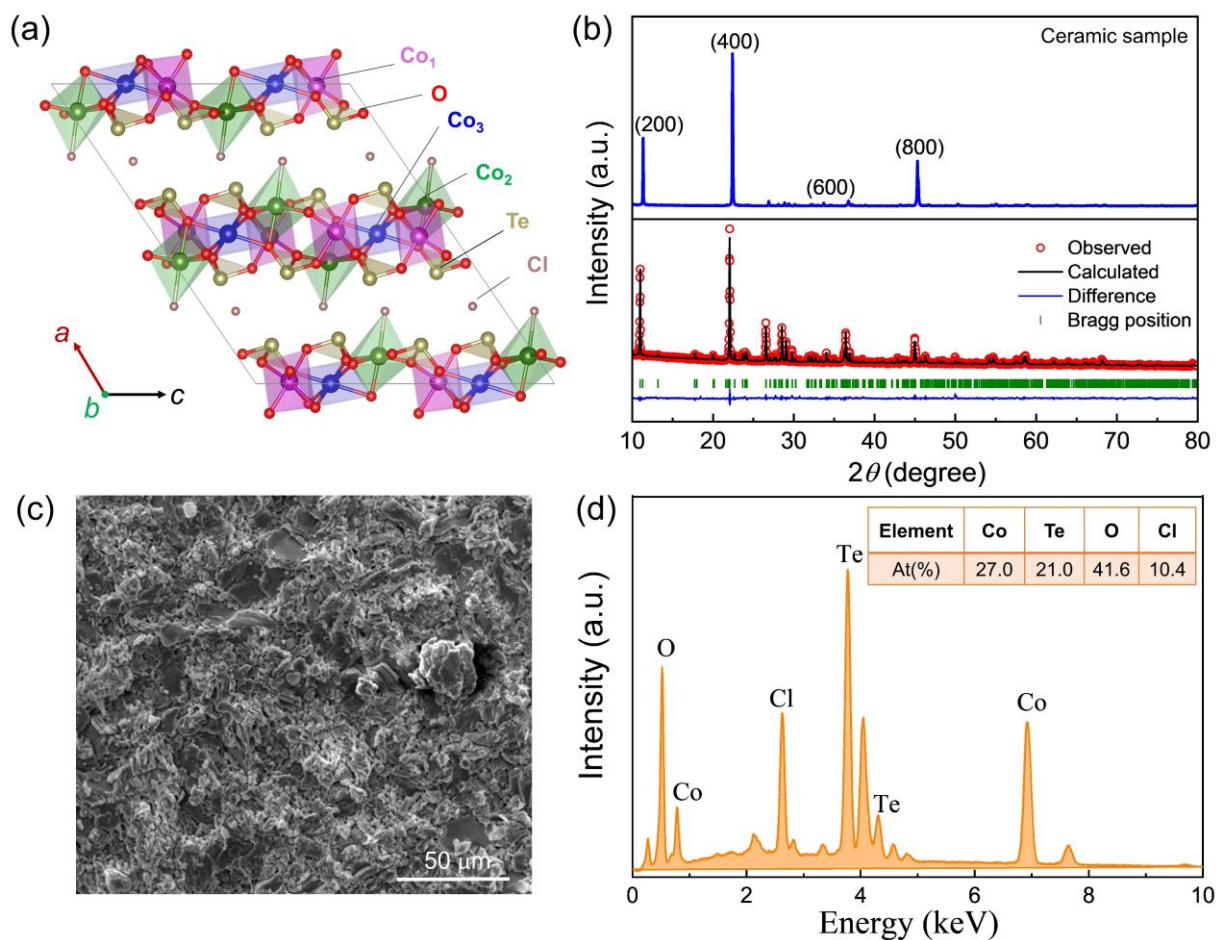 (a)
Co1
O
Co3
Co2
Te
Cl
a
b
c
(b)
Intensity (a.u.)
(200)
(400)
(600)
(800)
Ceramic sample
Observed
Calculated
Difference
Bragg position
10 20 30 40 50 60 70 80
2θ (degree)
(c)
50 μm
(d)
Intensity (a.u.)
O
Co
Cl
Te
Te
Co
Element Co Te O Cl
At(%) 27.0 21.0 41.6 10.4
0 2 4 6 8 10
Energy (keV)